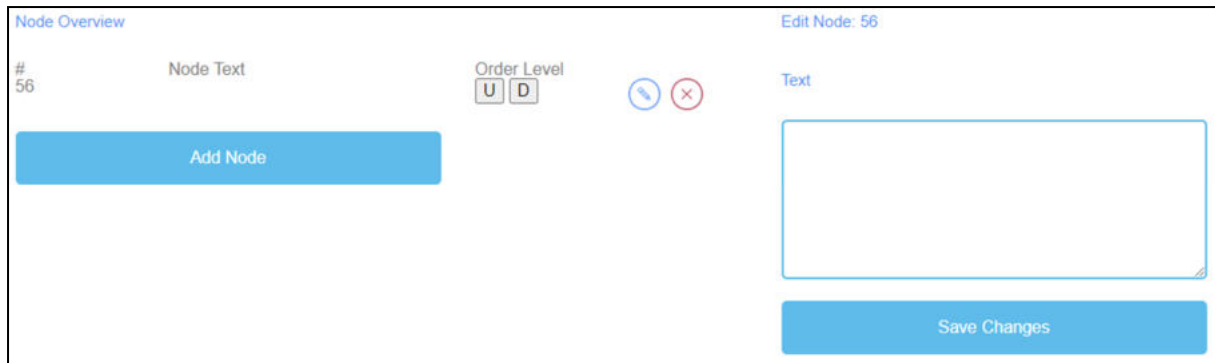 Node Overview
# Node Text Order Level
56 U D
Add Node
Edit Node: 56
Text
Save Changes